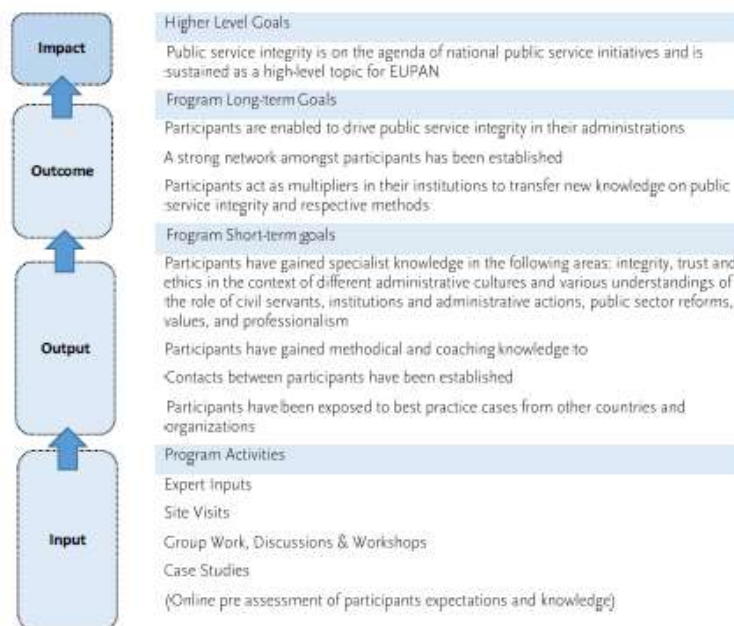 Impact
Higher Level Goals
Public service integrity is on the agenda of national public service initiatives and is
sustained as a high-level topic for EUPAN
Outcome
Program Long-term Goals
Participants are enabled to drive public service integrity in their administrations
A strong network amongst participants has been established
Participants act as multipliers in their institutions to transfer new knowledge on public
service integrity and respective methods
Output
Program Short-term goals
Participants have gained specialist knowledge in the following areas: integrity, trust and
ethics in the context of different administrative cultures and various understandings of
the role of civil servants, institutions and administrative actions, public sector reforms,
values, and professionalism
Participants have gained methodical and coaching knowledge to
Contacts between participants have been established
Participants have been exposed to best practice cases from other countries and
organizations
Input
Program Activities
Expert Inputs
Site Visits
Group Work, Discussions & Workshops
Case Studies
(Online pre assessment of participants expectations and knowledge)